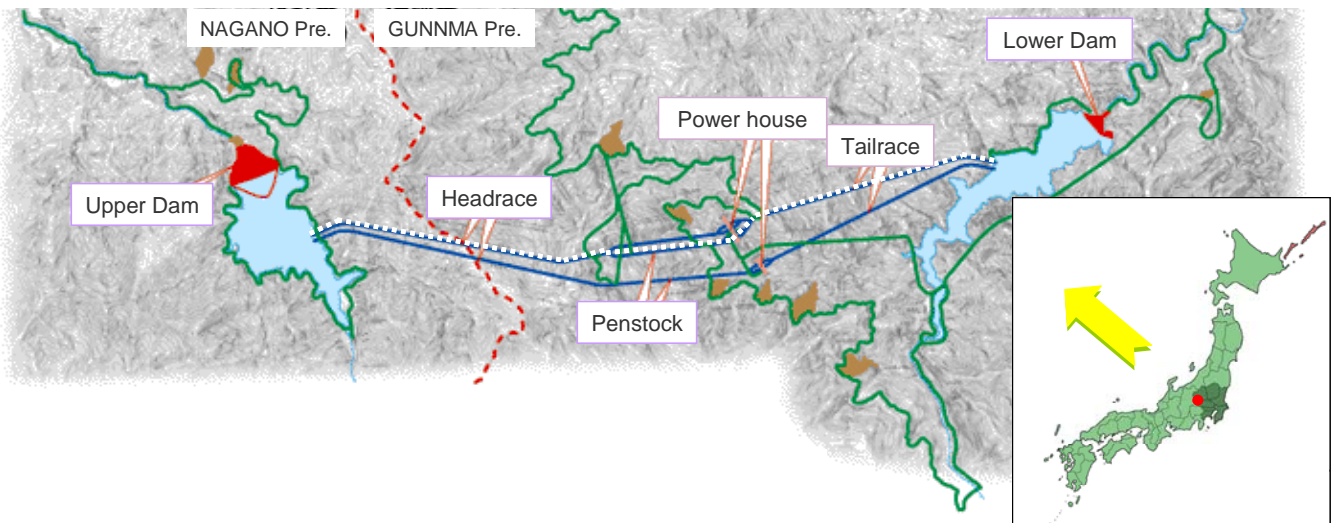 NAGANO Pre.
GUNNMA Pre.
Lower Dam
Power house
Tailrace
Upper Dam
Headrace
Penstock